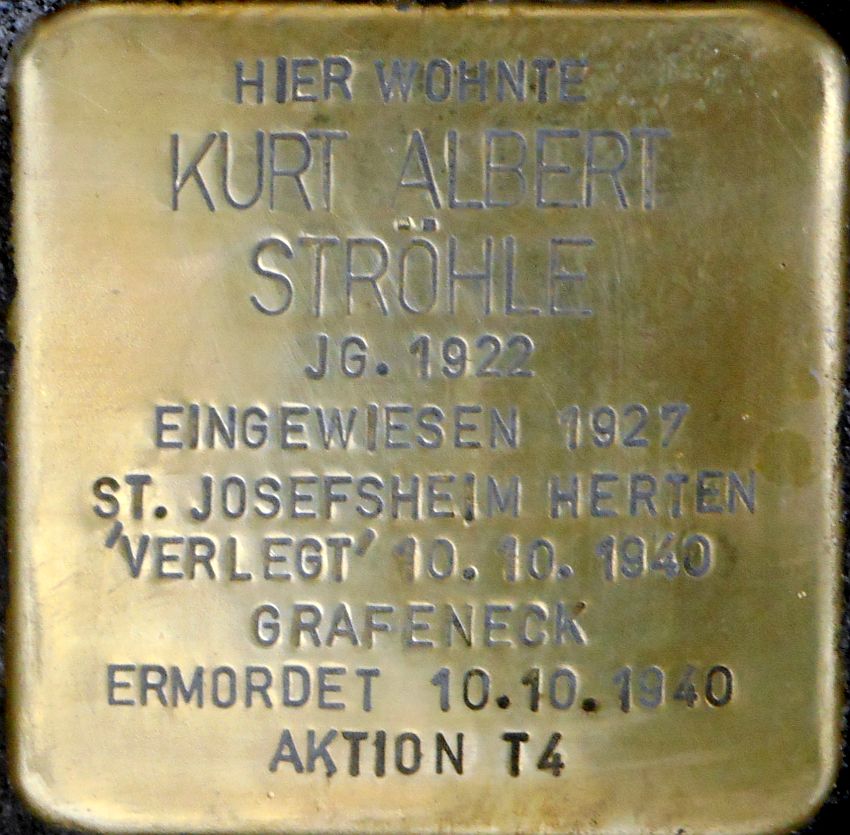 HIER WOHNTE
KURT ALBERT
STRÖHLE
JG. 1922
EINGEWIESEN 1927
ST. JOSEFSHEIM HERTEN
'VERLEGT' 10.10.1940
GRAFENECK
ERMORDET 10.10.1940
AKTION T4